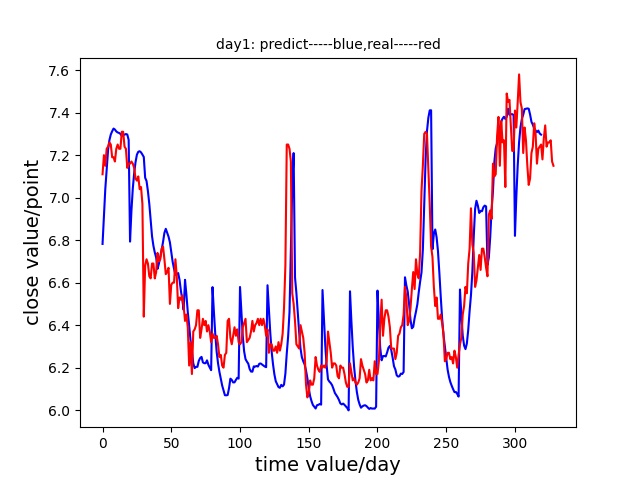 day1: predict-----blue,real-----red
7.6
7.4
7.2
7.0
6.8
6.6
6.4
6.2
6.0
close value/point
0 50 100 150 200 250 300
time value/day